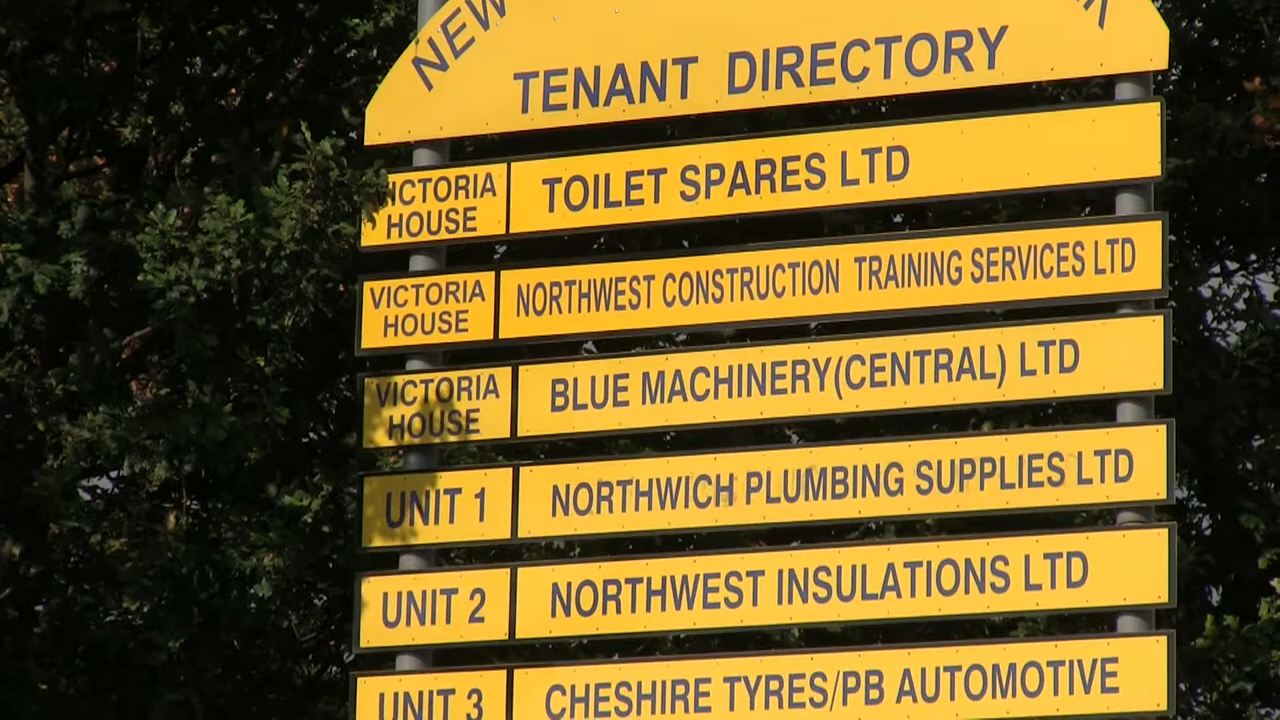 NEW
TENANT DIRECTORY
VICTORIA HOUSE TOILET SPARES LTD
VICTORIA HOUSE NORTHWEST CONSTRUCTION TRAINING SERVICES LTD
VICTORIA HOUSE BLUE MACHINERY(CENTRAL) LTD
UNIT 1 NORTHWICH PLUMBING SUPPLIES LTD
UNIT 2 NORTHWEST INSULATIONS LTD
UNIT 3 CHESHIRE TYRES/PB AUTOMOTIVE